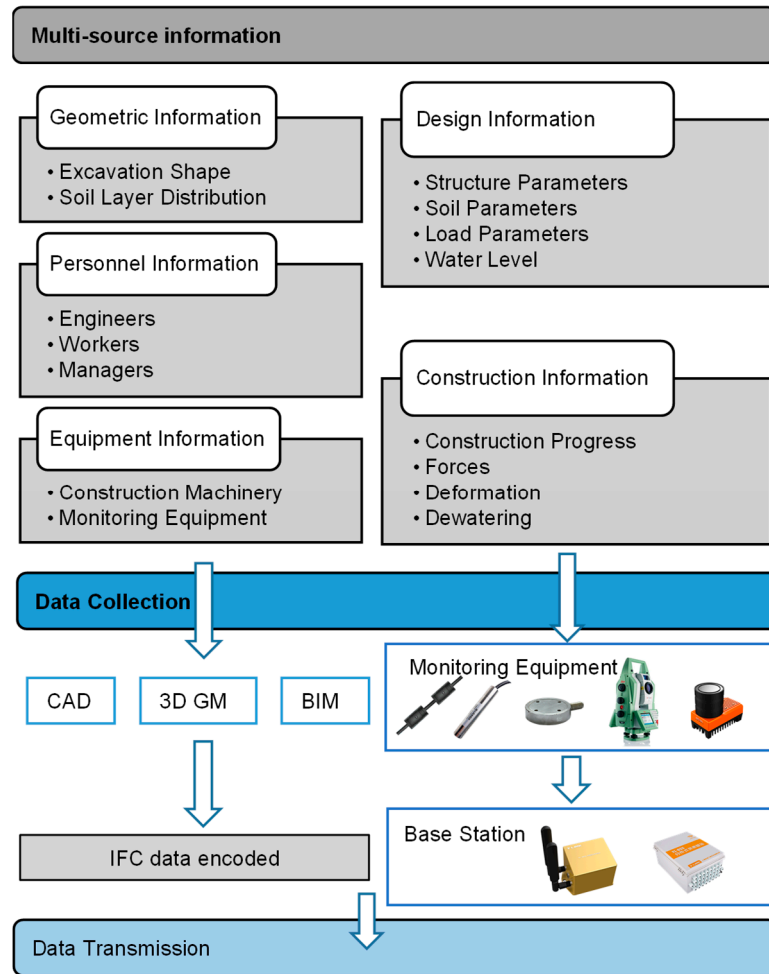 Multi-source information
Geometric Information
• Excavation Shape
• Soil Layer Distribution
Personnel Information
• Engineers
• Workers
• Managers
Equipment Information
• Construction Machinery
• Monitoring Equipment
Design Information
• Structure Parameters
• Soil Parameters
• Load Parameters
• Water Level
Construction Information
• Construction Progress
• Forces
• Deformation
• Dewatering
Data Collection
CAD
3D GM
BIM
IFC data encoded
Monitoring Equipment
Base Station
Data Transmission